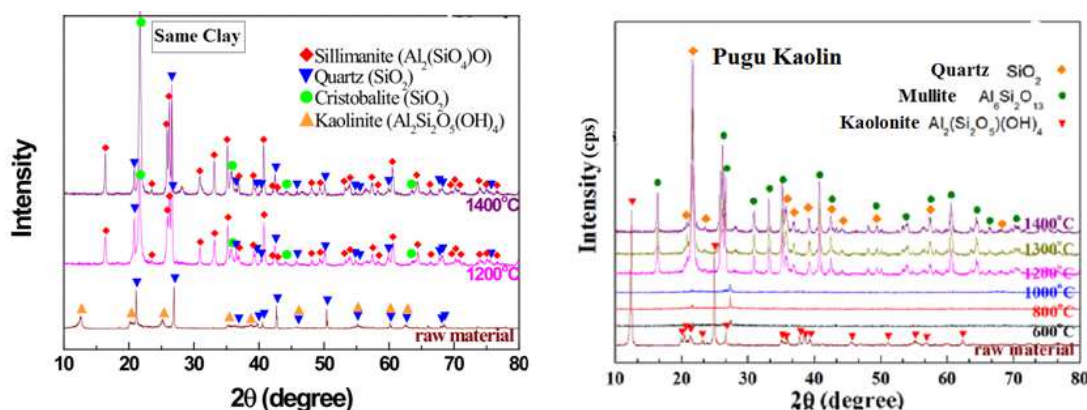 Same Clay
Sillimanite (Al₂(SiO₄)O)
Quartz (SiO₂)
Cristobalite (SiO₂)
Kaolinite (Al₂Si₂O₅(OH)₄)
Intensity
1400°C
1200°C
raw material
10 20 30 40 50 60 70 80
2θ (degree)
Pugu Kaolin
Quartz SiO₂
Mullite Al₆Si₂O₁₃
Kaolonite Al₂(Si₂O₅)(OH)₄
Intensity (cps)
1400°C
1300°C
1200°C
1000°C
800°C
600°C
raw material
10 20 30 40 50 60 70 80
2θ (degree)